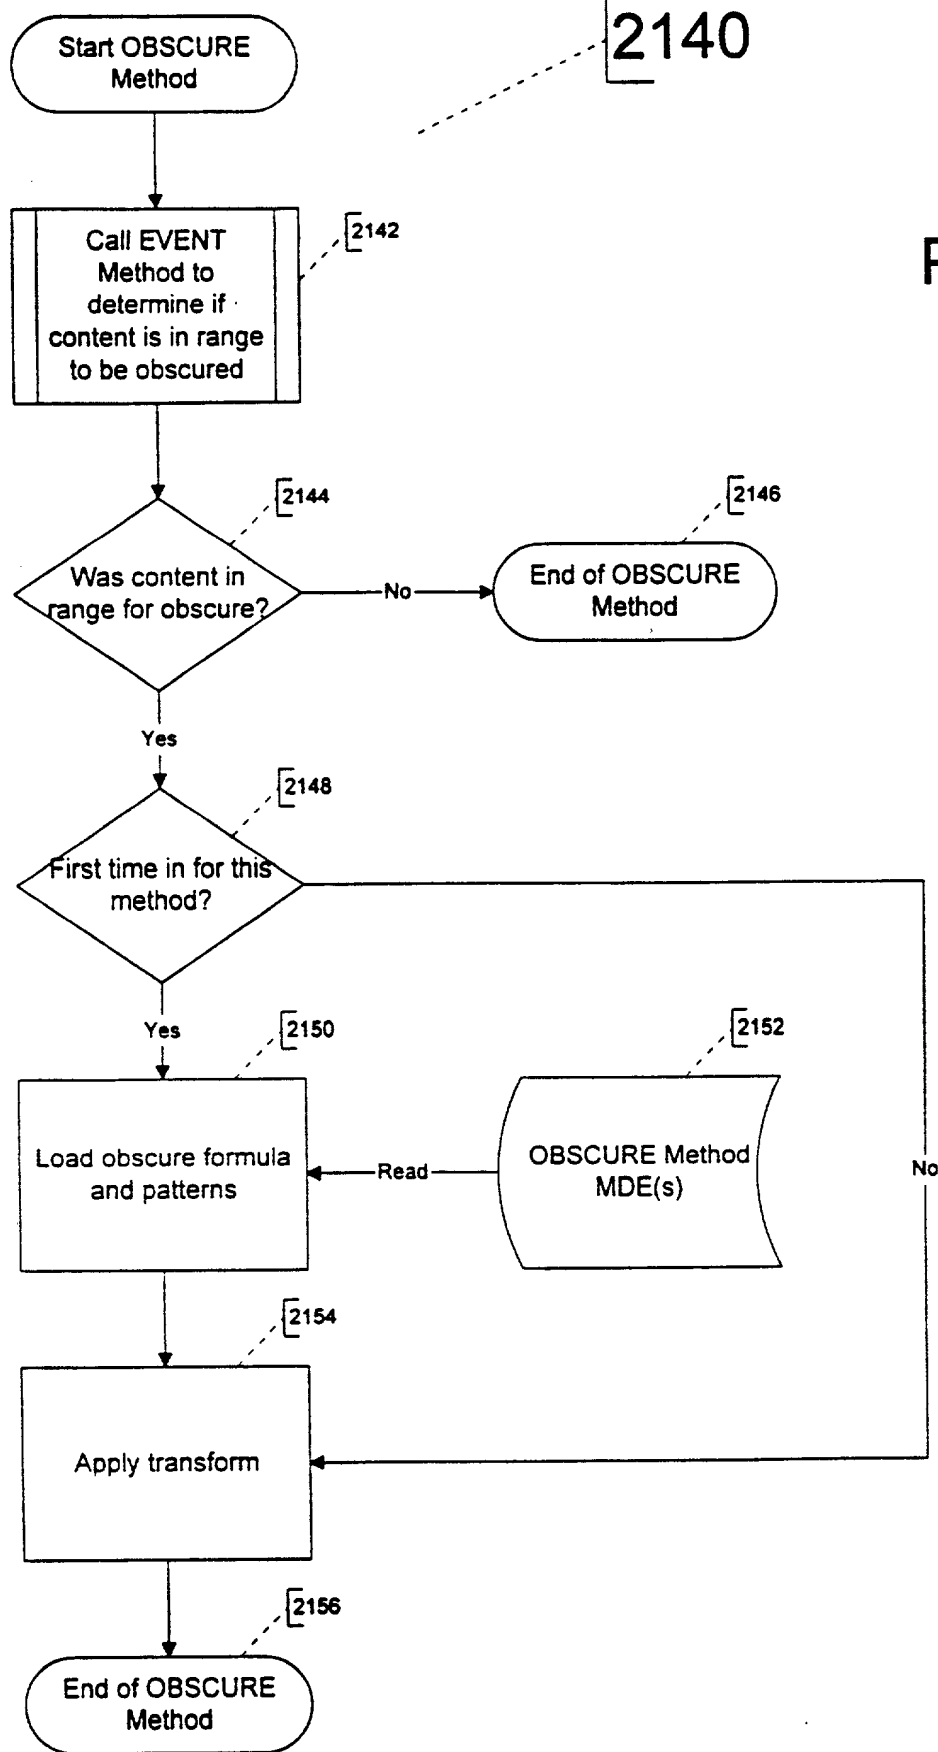 2140
Start OBSCURE
Method
2142
Call EVENT
Method to
determine if
content is in range
to be obscured
2144
Was content in
range for obscure?
No
2146
End of OBSCURE
Method
Yes
2148
First time in for this
method?
Yes
2150
Load obscure formula
and patterns
Read
2152
OBSCURE Method
MDE(s)
No
2154
Apply transform
2156
End of OBSCURE
Method